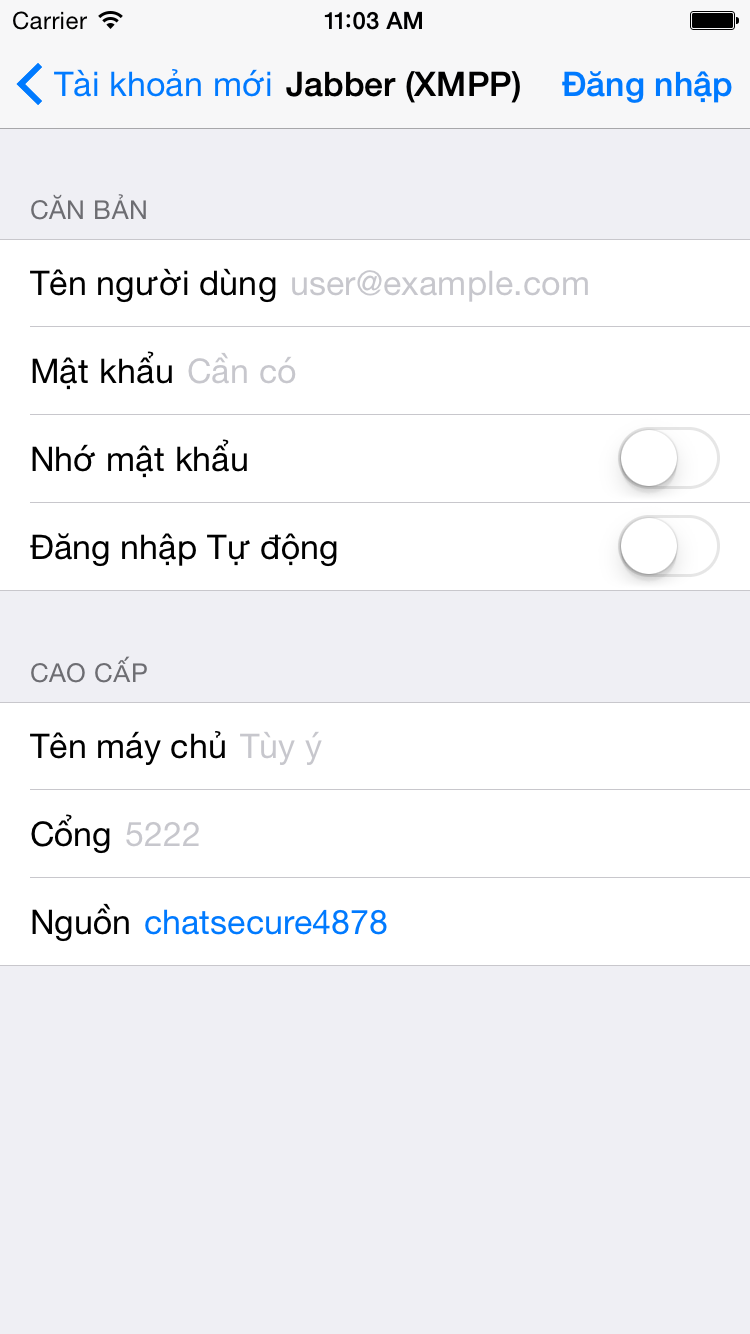 Carrier 11:03 AM
Tài khoản mới Jabber (XMPP) Đăng nhập
CĂN BẢN
Tên người dùng user@example.com
Mật khẩu Cần có
Nhớ mật khẩu
Đăng nhập Tự động
CAO CẤP
Tên máy chủ Tùy ý
Cổng 5222
Nguồn chatsecure4878